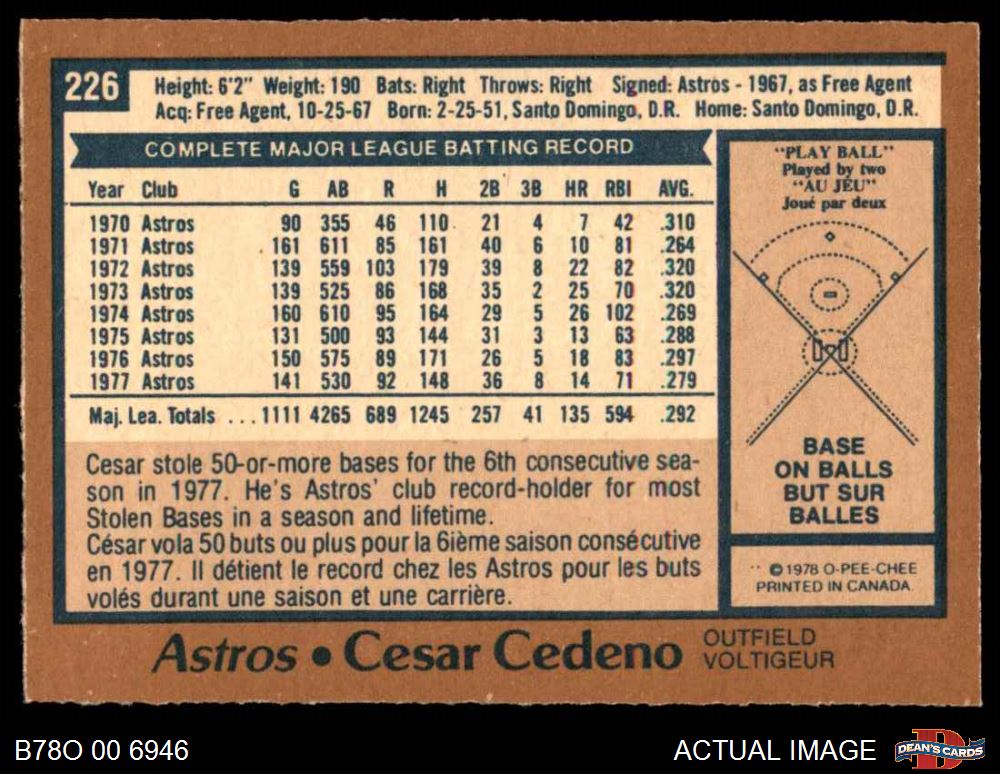 226
Height: 6'2" Weight: 190 Bats: Right Throws: Right Signed: Astros - 1967, as Free Agent
Acq: Free Agent, 10-25-67 Born: 2-25-51, Santo Domingo, D.R. Home: Santo Domingo, D.R.
COMPLETE MAJOR LEAGUE BATTING RECORD
Year Club G AB R H 2B 3B HR RBI AVG.
1970 Astros 90 355 46 110 21 4 7 42 .310
1971 Astros 161 611 85 161 40 6 10 81 .264
1972 Astros 139 559 103 179 39 8 22 82 .320
1973 Astros 139 525 86 168 35 2 25 70 .320
1974 Astros 160 610 95 164 29 5 26 102 .269
1975 Astros 131 500 93 144 31 3 13 63 .288
1976 Astros 150 575 89 171 26 5 18 83 .297
1977 Astros 141 530 92 148 36 8 14 71 .279
Maj. Lea. Totals ... 1111 4265 689 1245 257 41 135 594 .292
Cesar stole 50-or-more bases for the 6th consecutive sea-
son in 1977. He's Astros' club record-holder for most
Stolen Bases in a season and lifetime.
César vola 50 buts ou plus pour la 6ième saison consécutive
en 1977. Il détient le record chez les Astros pour les buts
volés durant une saison et une carrière.
"PLAY BALL"
Played by two
"AU JEU"
Joué par deux
BASE
ON BALLS
BUT SUR
BALLES
©1978 O-PEE-CHEE
PRINTED IN CANADA
Astros • Cesar Cedeno
OUTFIELD
VOLTIGEUR
B78O 00 6946
ACTUAL IMAGE
DEAN'S CARDS